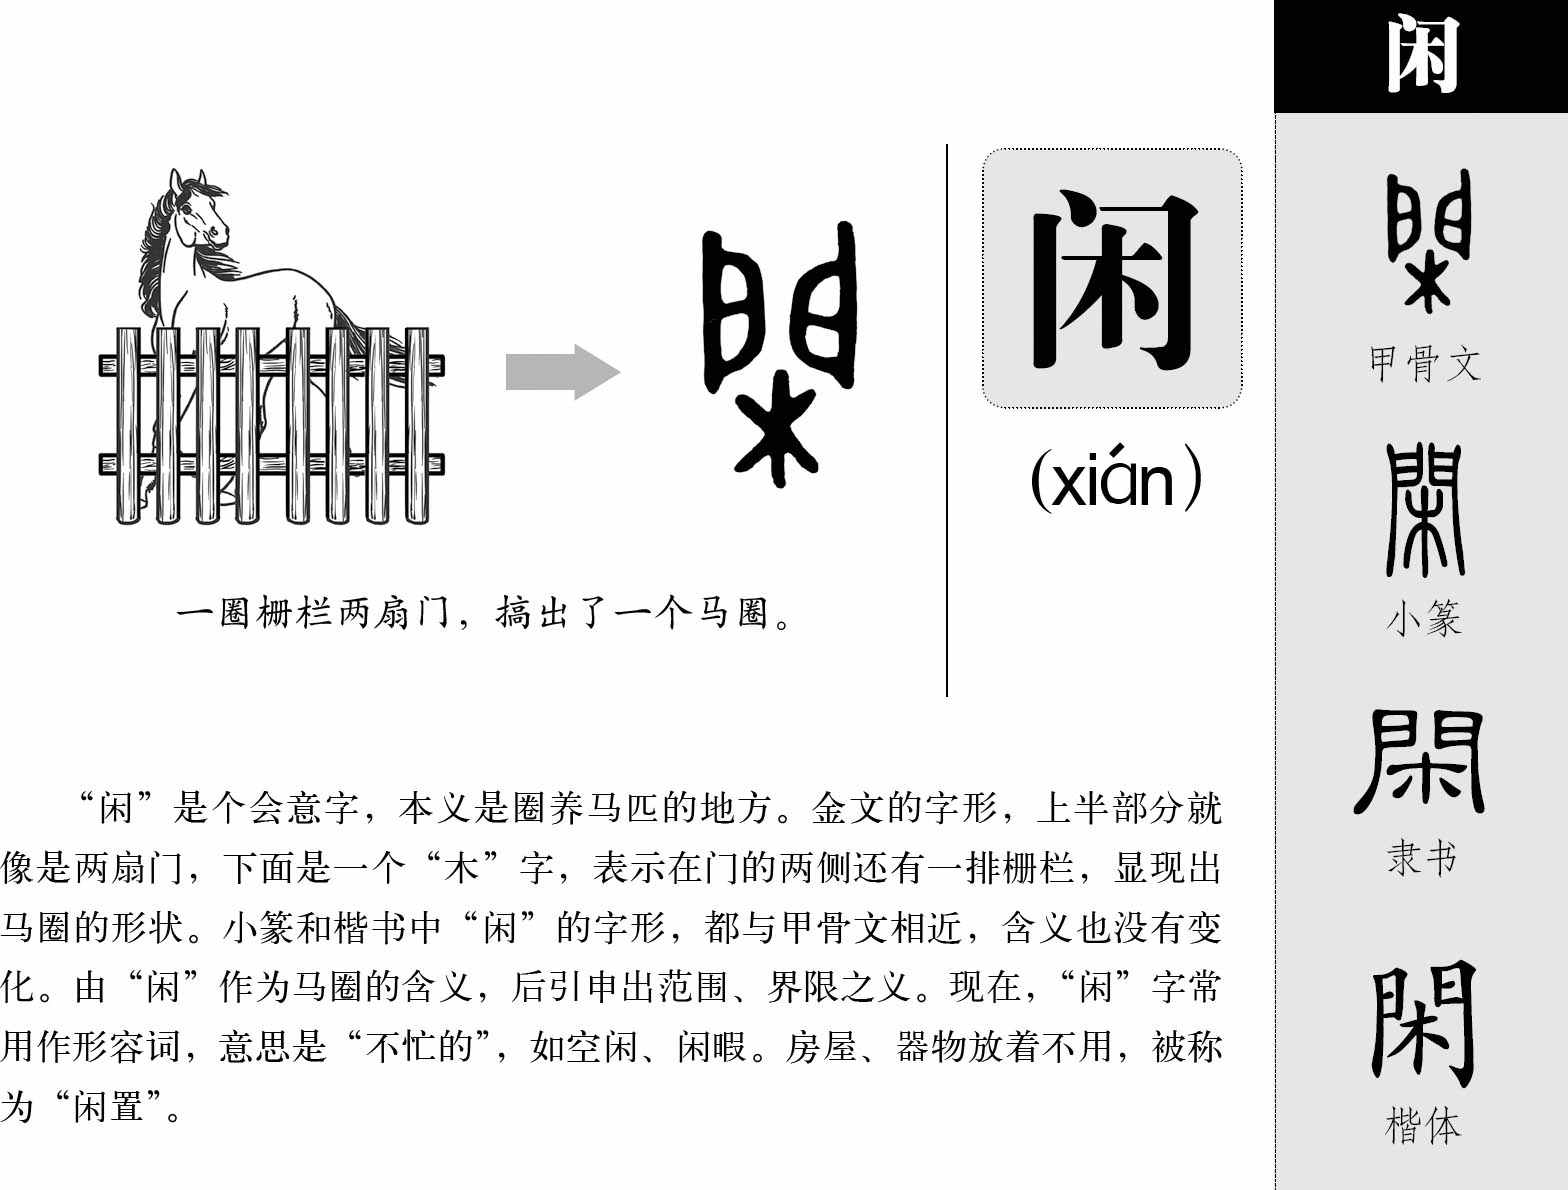 闲
(xián)
一圈栅栏两扇门，搞出了一个马圈。
“闲”是个会意字，本义是圈养马匹的地方。金文的字形，上半部分就
像是两扇门，下面是一个“木”字，表示在门的两侧还有一排栅栏，显现出
马圈的形状。小篆和楷书中“闲”的字形，都与甲骨文相近，含义也没有变
化。由“闲”作为马圈的含义，后引申出范围、界限之义。现在，“闲”字常
用作形容词，意思是“不忙的”，如空闲、闲暇。房屋、器物放着不用，被称
为“闲置”。
闲
閑
甲骨文
閑
小篆
閑
隶书
閑
楷体